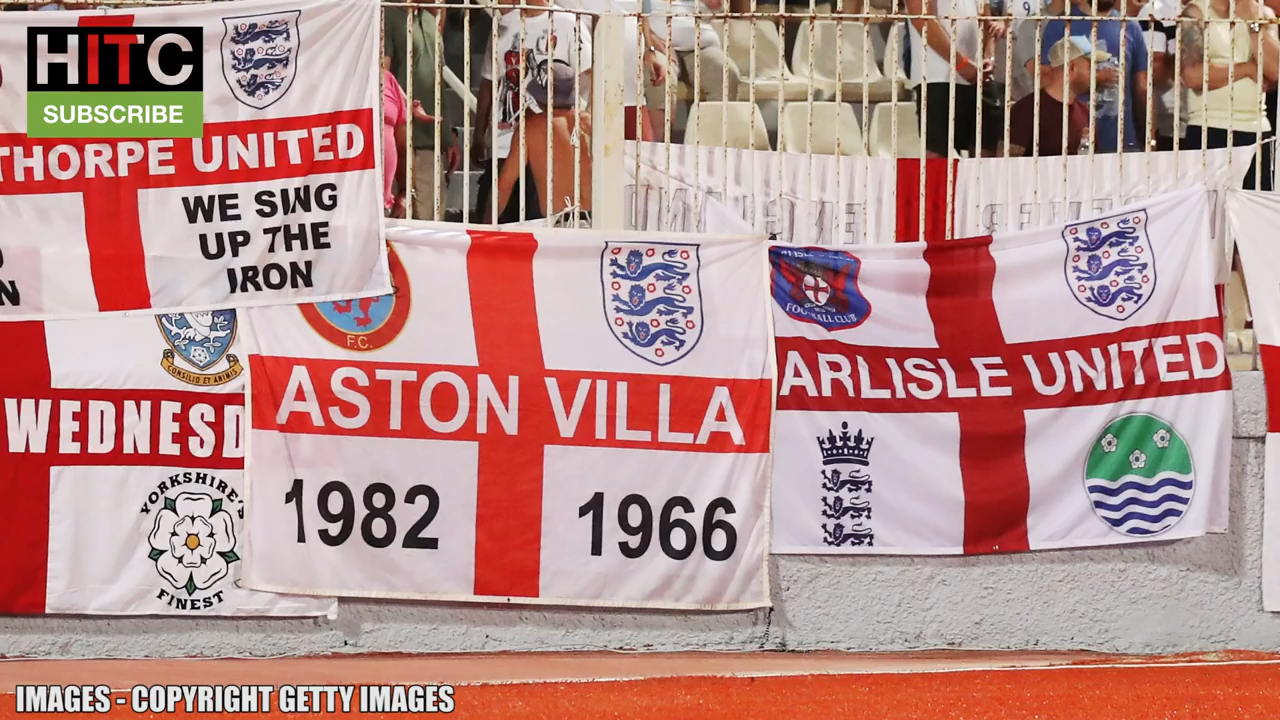 HITC
SUBSCRIBE
THORPE UNITED
WE SING
UP THE
IRON
N
CONSILIO ET ANIMIS
WEDNESD
YORKSHIRE'S
FINEST
F.C.
ASTON VILLA
1982
1966
FOOTBALL CLUB
ARLISLE UNITED
IMAGES - COPYRIGHT GETTY IMAGES